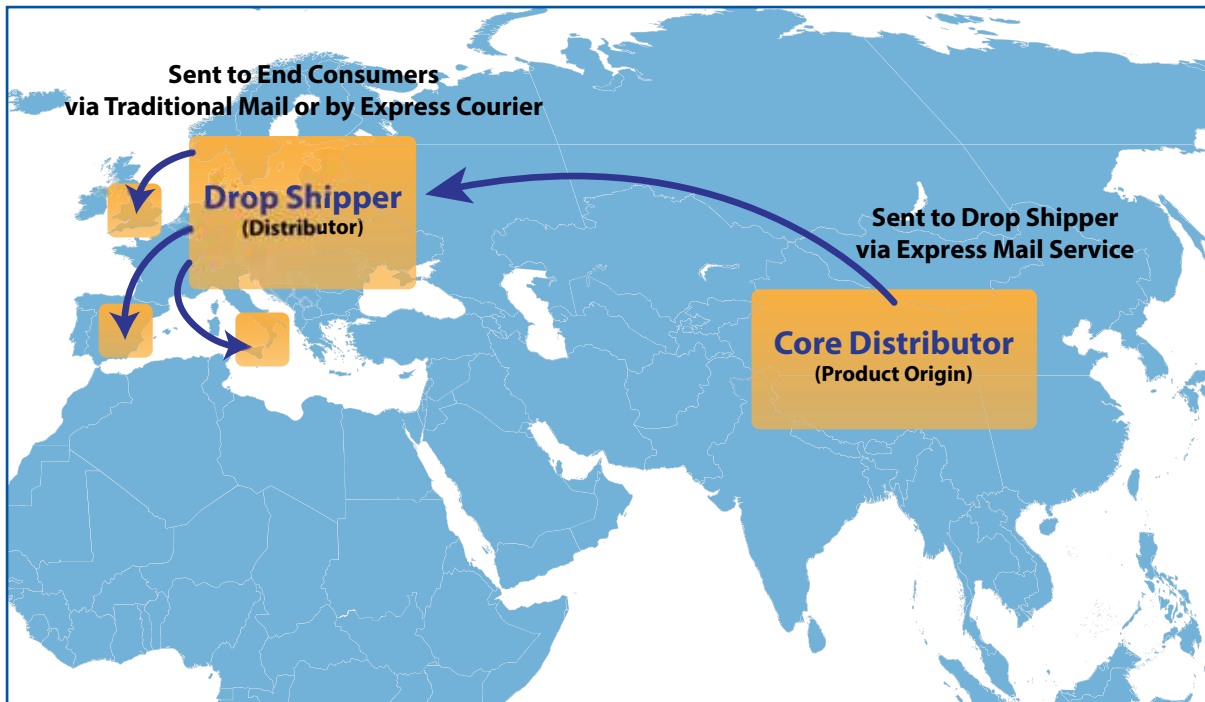 Sent to End Consumers
via Traditional Mail or by Express Courier
Drop Shipper
(Distributor)
Sent to Drop Shipper
via Express Mail Service
Core Distributor
(Product Origin)